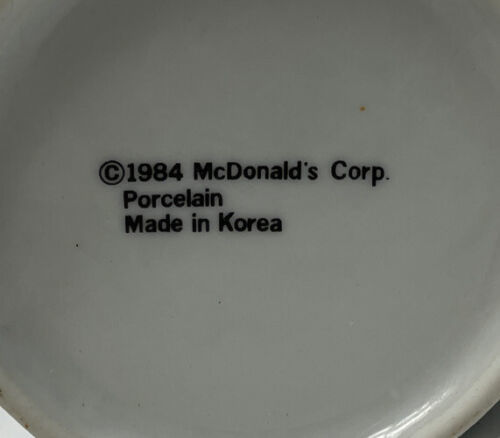 ©1984 McDonald's Corp.
Porcelain
Made in Korea